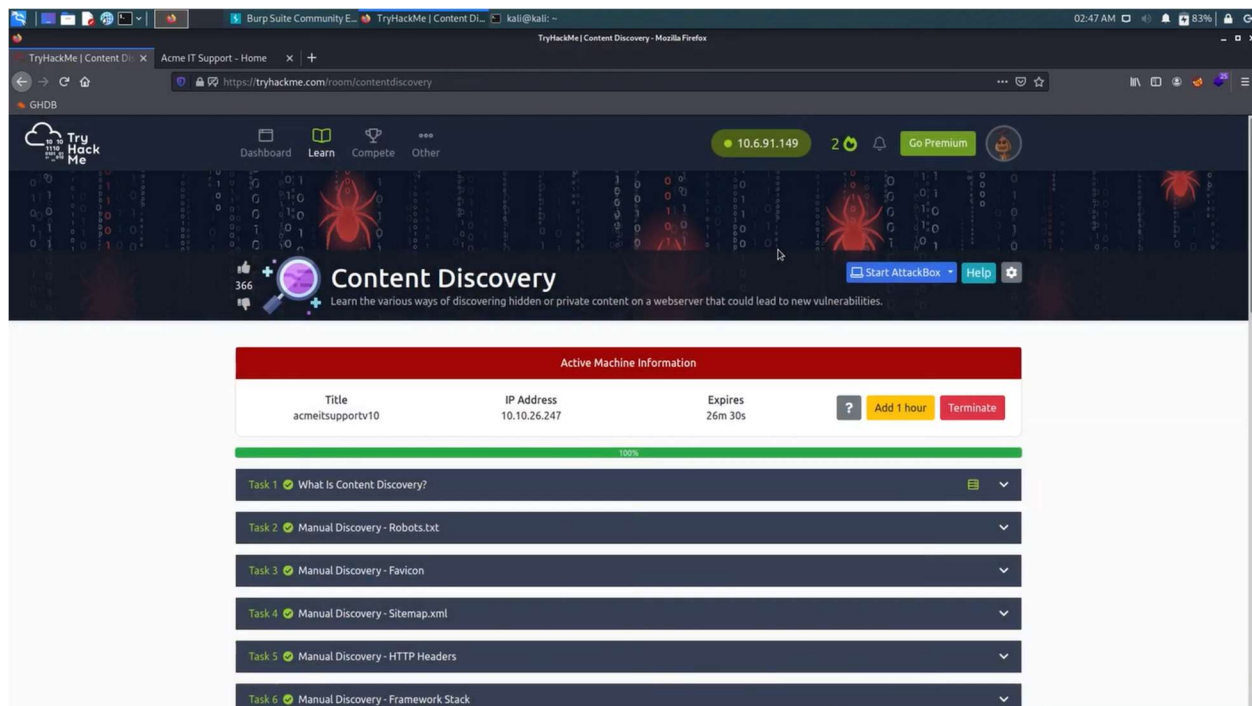 Burp Suite Community E... TryHackMe | Content Di... kali@kali: ~ 02:47 AM 83%
TryHackMe | Content Discovery - Mozilla Firefox
TryHackMe | Content Di Acme IT Support - Home
https://tryhackme.com/room/contentdiscovery 25
GHDB
Try Hack Me
Dashboard Learn Compete Other 10.6.91.149 2 Go Premium
Content Discovery Start AttackBox Help
366
Learn the various ways of discovering hidden or private content on a webserver that could lead to new vulnerabilities.
Active Machine Information
Title IP Address Expires
acmeitsupportv10 10.10.26.247 26m 30s ? Add 1 hour Terminate
100%
Task 1 What Is Content Discovery?
Task 2 Manual Discovery - Robots.txt
Task 3 Manual Discovery - Favicon
Task 4 Manual Discovery - Sitemap.xml
Task 5 Manual Discovery - HTTP Headers
Task 6 Manual Discovery - Framework Stack